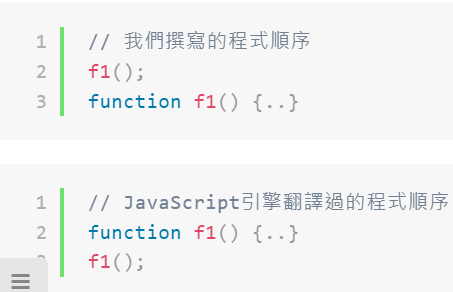 1 // 我們撰寫的程式順序
2 f1();
3 function f1() {..}
1 // JavaScript引擎翻譯過的程式順序
2 function f1() {..}
f1();